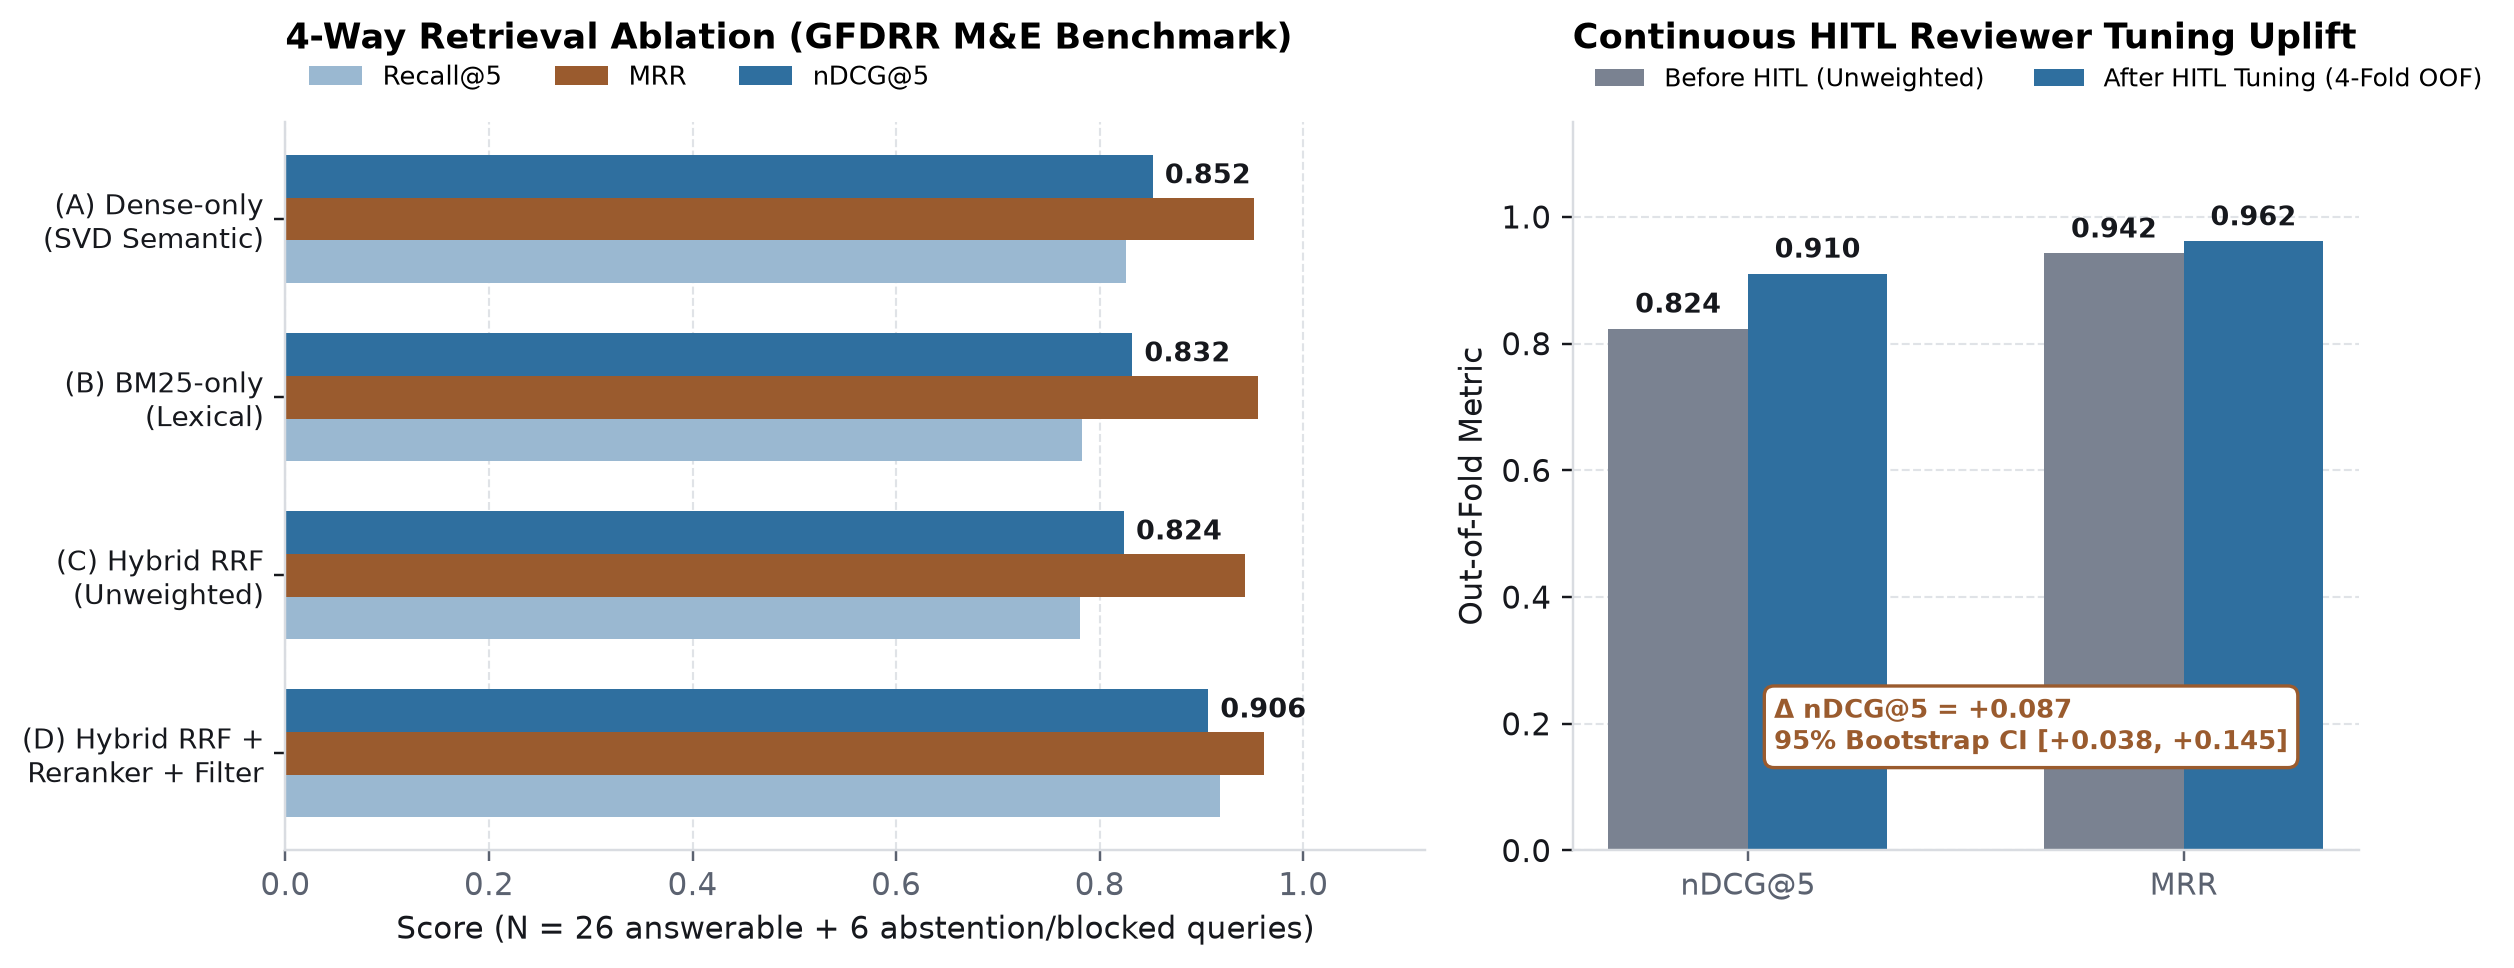 4-Way Retrieval Ablation (GFDRR M&E Benchmark)
Recall@5 MRR nDCG@5
(A) Dense-only
(SVD Semantic)
0.852
(B) BM25-only
(Lexical)
0.832
(C) Hybrid RRF
(Unweighted)
0.824
(D) Hybrid RRF +
Reranker + Filter
0.906
0.0 0.2 0.4 0.6 0.8 1.0
Score (N = 26 answerable + 6 abstention/blocked queries)
Continuous HITL Reviewer Tuning Uplift
Before HITL (Unweighted) After HITL Tuning (4-Fold OOF)
Out-of-Fold Metric
1.0
0.8
0.6
0.4
0.2
0.0
0.824
0.910
0.942
0.962
Δ nDCG@5 = +0.087
95% Bootstrap CI [+0.038, +0.145]
nDCG@5 MRR